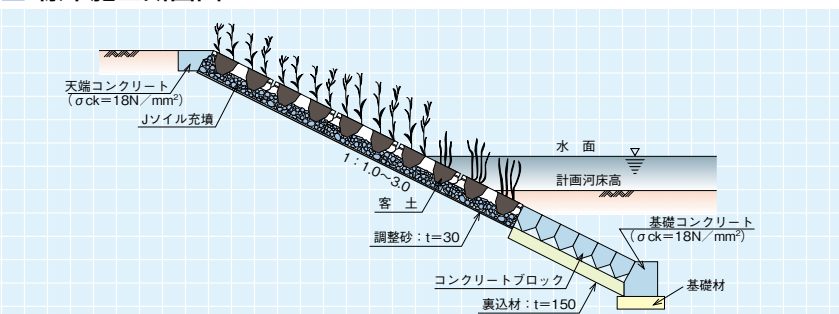 天端コンクリート
(σck=18N/mm²)
Jソイル充填
1:1.0~3.0
水 面
計画河床高
客 土
調整砂:t=30
基礎コンクリート
(σck=18N/mm²)
コンクリートブロック
裏込材:t=150
基礎材